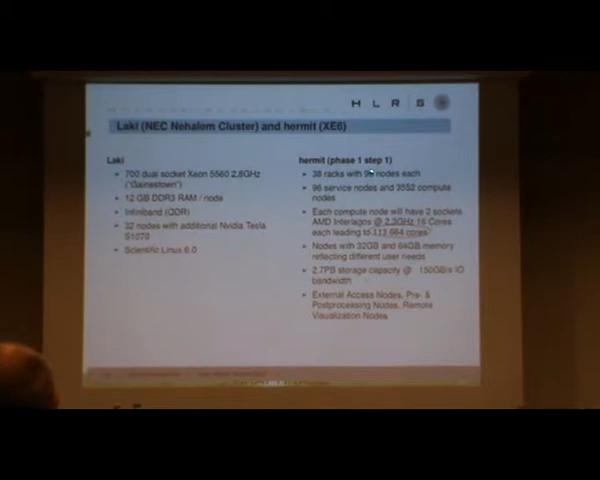 H L R S
Laki (NEC Nehalem Cluster) and hermit (XE6)
Laki
700 dual socket Xeon 5560 2,8GHz
("Gainestown")
12 GB DDR3 RAM / node
Infiniband (QDR)
32 nodes with additional Nvidia Tesla
S1070
Scientific Linux 6.0
hermit (phase 1 step 1)
38 racks with 96 nodes each
96 service nodes and 3552 compute
nodes
Each compute node will have 2 sockets
AMD Interlagos @ 2,3GHz 16 Cores
each leading to 113.664 cores
Nodes with 32GB and 64GB memory
reflecting different user needs
2.7PB storage capacity @ 150GB/s IO
bandwidth
External Access Nodes, Pre- &
Postprocessing Nodes, Remote
Visualization Nodes